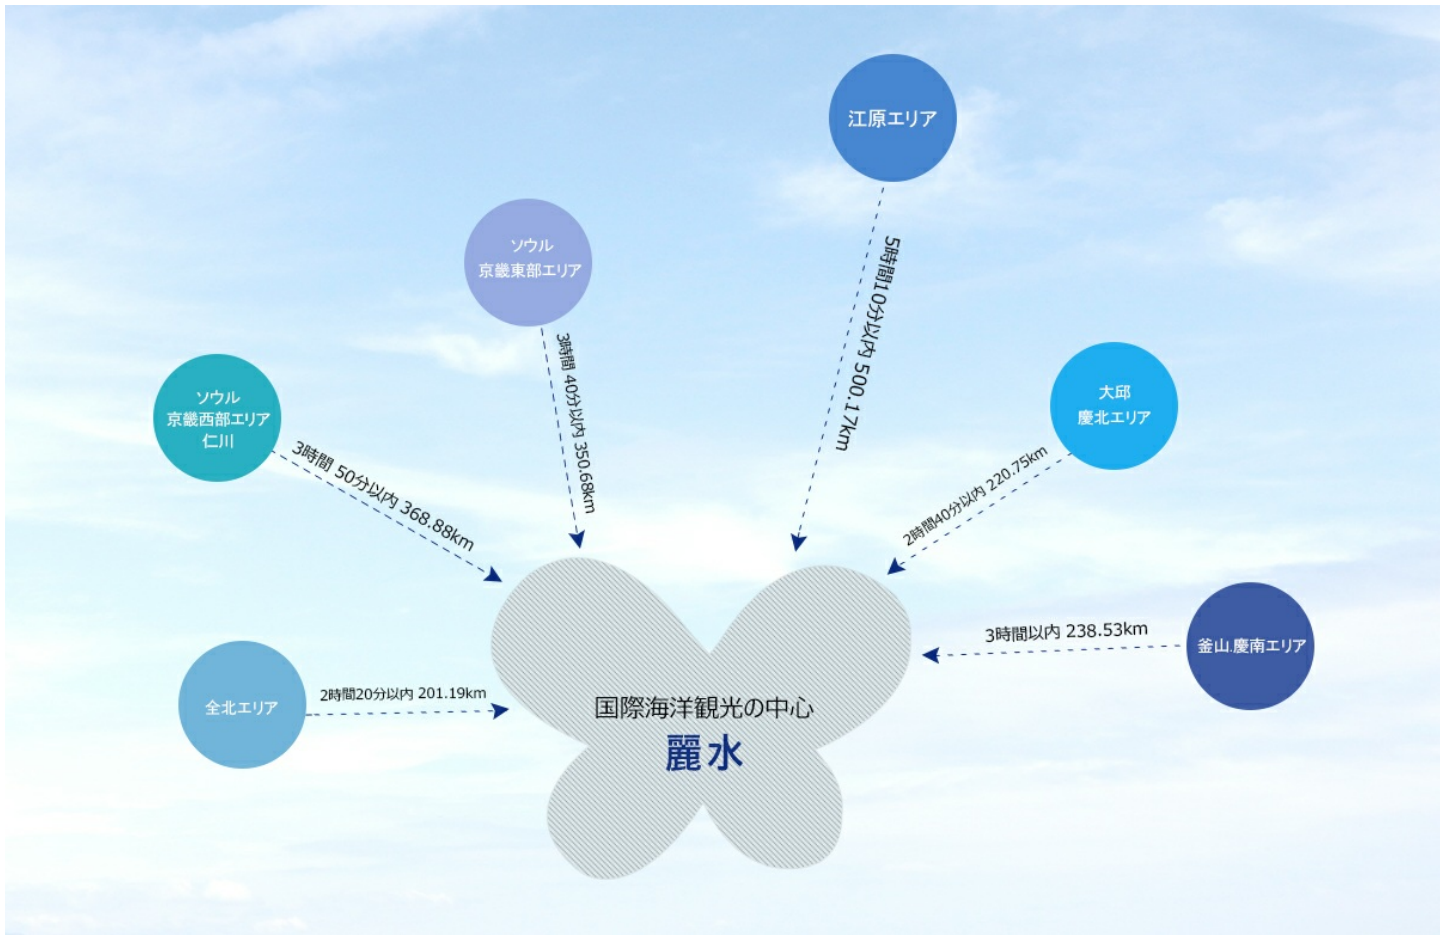 江原エリア
5時間10分以内 500.17km
ソウル
京畿東部エリア
3時間 40分以内 350.68km
ソウル
京畿西部エリア
仁川
3時間 50分以内 368.88km
大邱
慶北エリア
2時間40分以内 220.75km
釜山.慶南エリア
3時間以内 238.53km
全北エリア
2時間20分以内 201.19km
国際海洋観光の中心
麗水